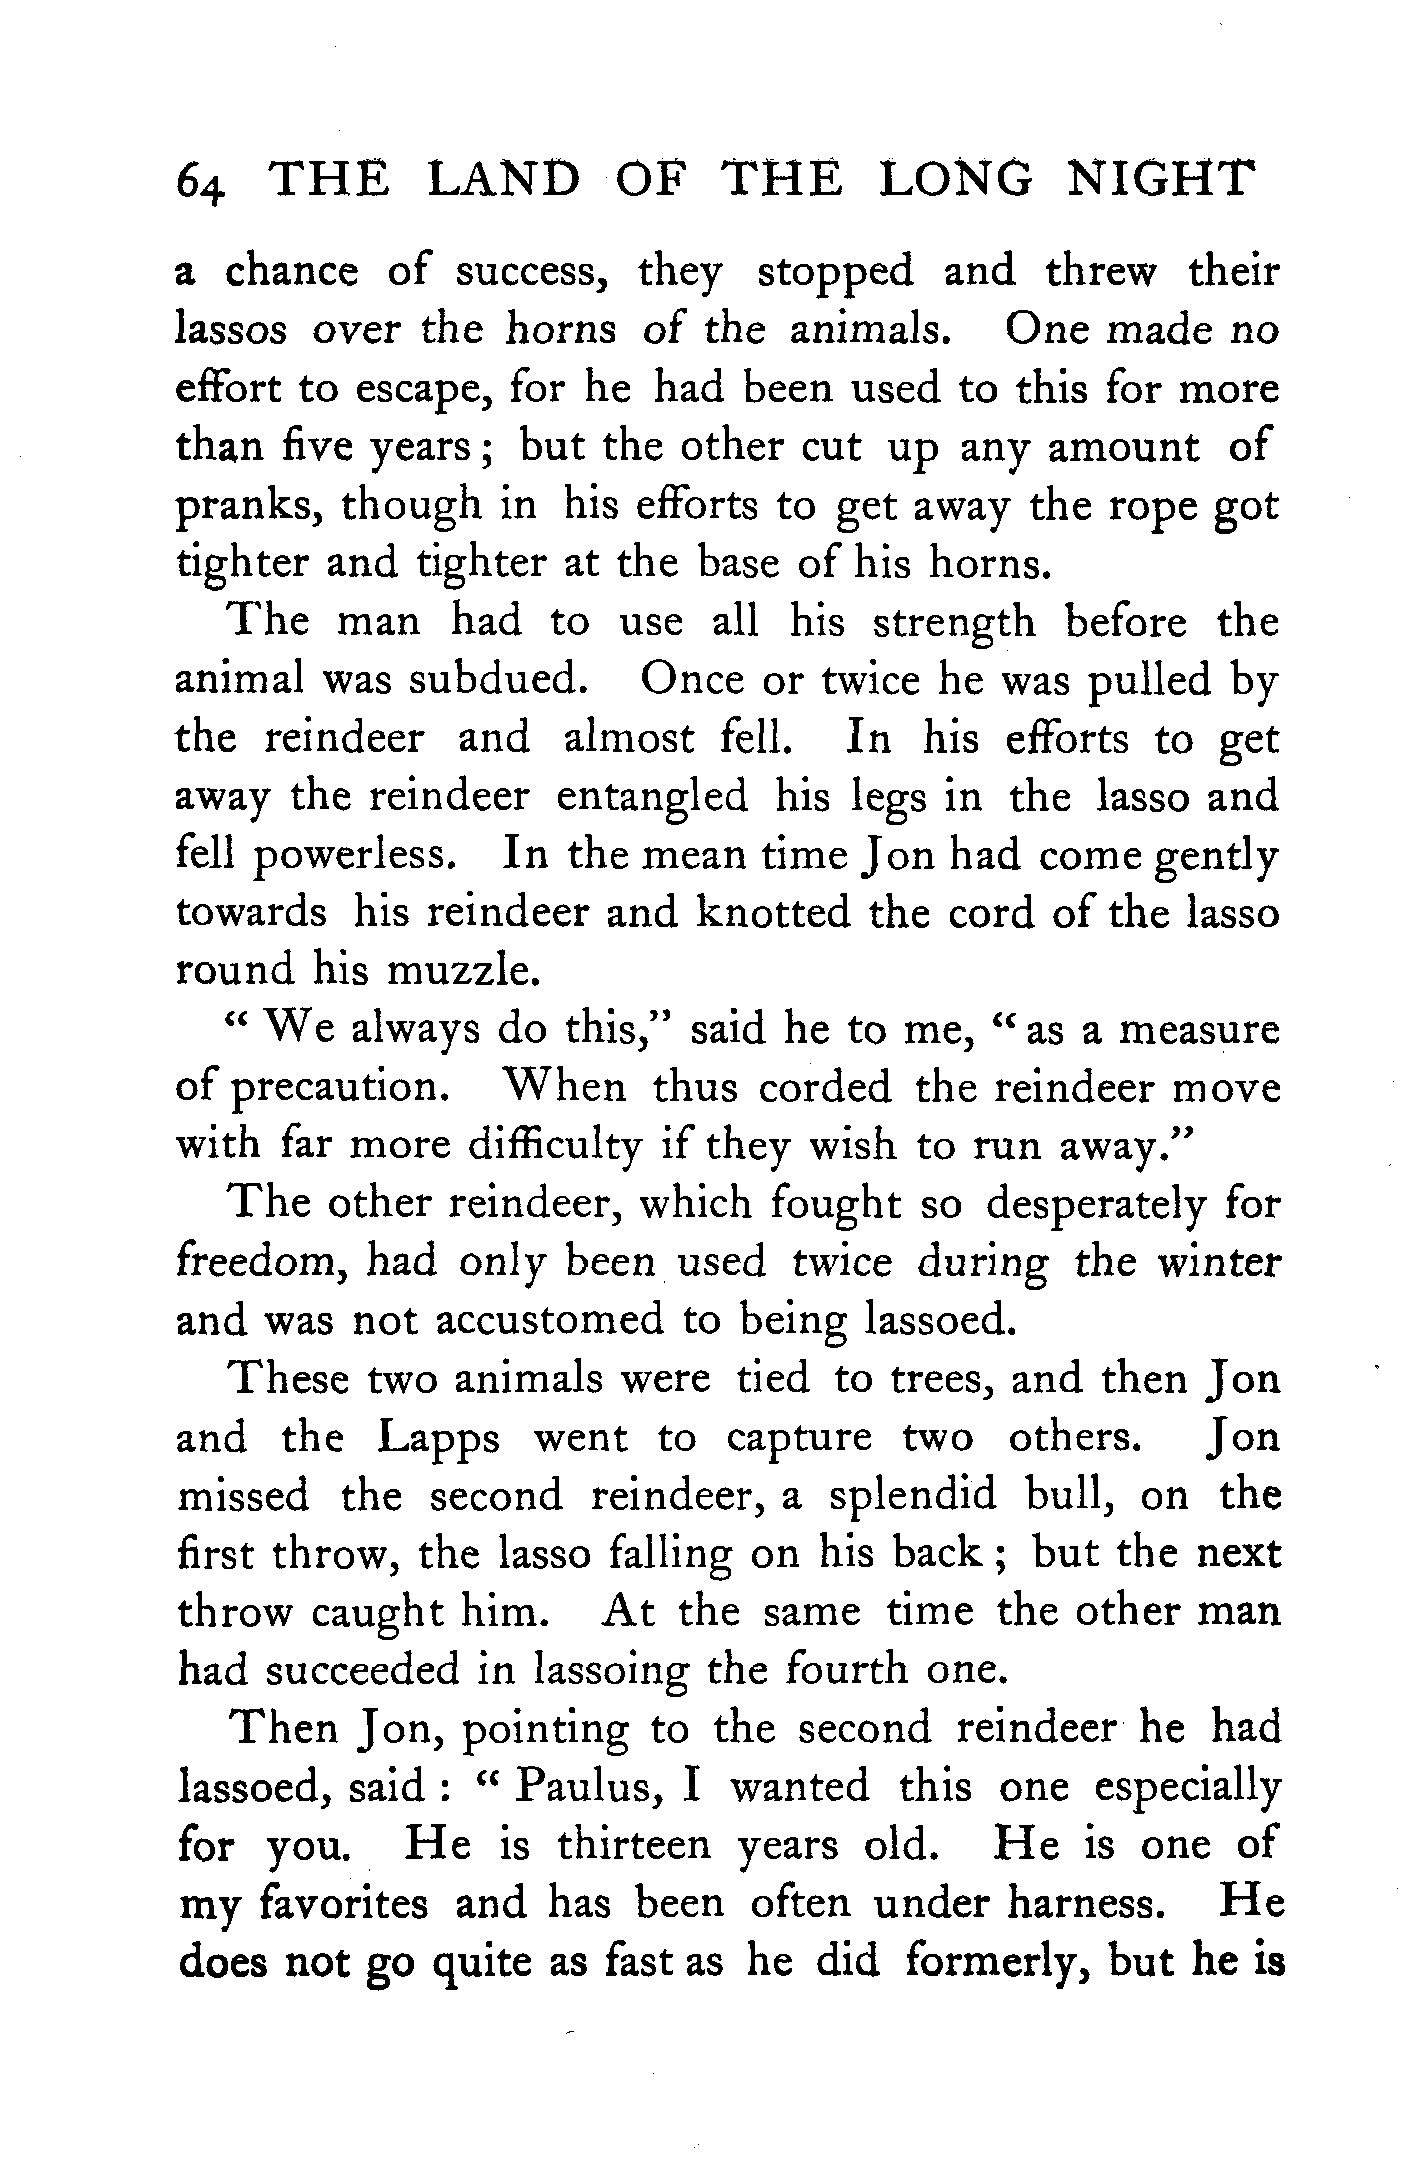 64 THE LAND OF THE LONG NIGHT
a chance of success, they stopped and threw their
lassos over the horns of the animals. One made no
effort to escape, for he had been used to this for more
than five years ; but the other cut up any amount of
pranks, though in his efforts to get away the rope got
tighter and tighter at the base of his horns.
The man had to use all his strength before the
animal was subdued. Once or twice he was pulled by
the reindeer and almost fell. In his efforts to get
away the reindeer entangled his legs in the lasso and
fell powerless. In the mean time Jon had come gently
towards his reindeer and knotted the cord of the lasso
round his muzzle.
“ We always do this,” said he to me, “ as a measure
of precaution. When thus corded the reindeer move
with far more difficulty if they wish to run away.”
The other reindeer, which fought so desperately for
freedom, had only been used twice during the winter
and was not accustomed to being lassoed.
These two animals were tied to trees, and then Jon
and the Lapps went to capture two others. Jon
missed the second reindeer, a splendid bull, on the
first throw, the lasso falling on his back ; but the next
throw caught him. At the same time the other man
had succeeded in lassoing the fourth one.
Then Jon, pointing to the second reindeer he had
lassoed, said : “ Paulus, I wanted this one especially
for you. He is thirteen years old. He is one of
my favorites and has been often under harness. He
does not go quite as fast as he did formerly, but he is